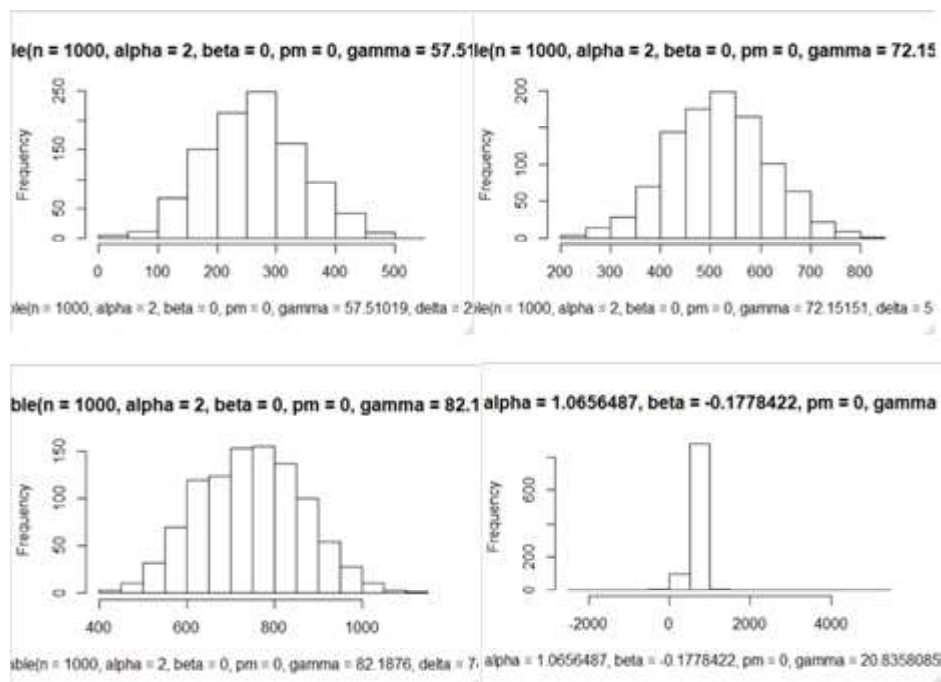 le(n = 1000, alpha = 2, beta = 0, pm = 0, gamma = 57.51
Frequency
250
150
50
0
0 100 200 300 400 500
ble(n = 1000, alpha = 2, beta = 0, pm = 0, gamma = 57.51019, delta = 2
le(n = 1000, alpha = 2, beta = 0, pm = 0, gamma = 72.15
Frequency
200
100
50
0
200 300 400 500 600 700 800
ble(n = 1000, alpha = 2, beta = 0, pm = 0, gamma = 72.15151, delta = 5
ble(n = 1000, alpha = 2, beta = 0, pm = 0, gamma = 82.1
Frequency
150
100
50
0
400 600 800 1000
able(n = 1000, alpha = 2, beta = 0, pm = 0, gamma = 82.1876, delta = 7
alpha = 1.0656487, beta = -0.1778422, pm = 0, gamma
Frequency
600
200
0
-2000 0 2000 4000
alpha = 1.0656487, beta = -0.1778422, pm = 0, gamma = 20.8358085